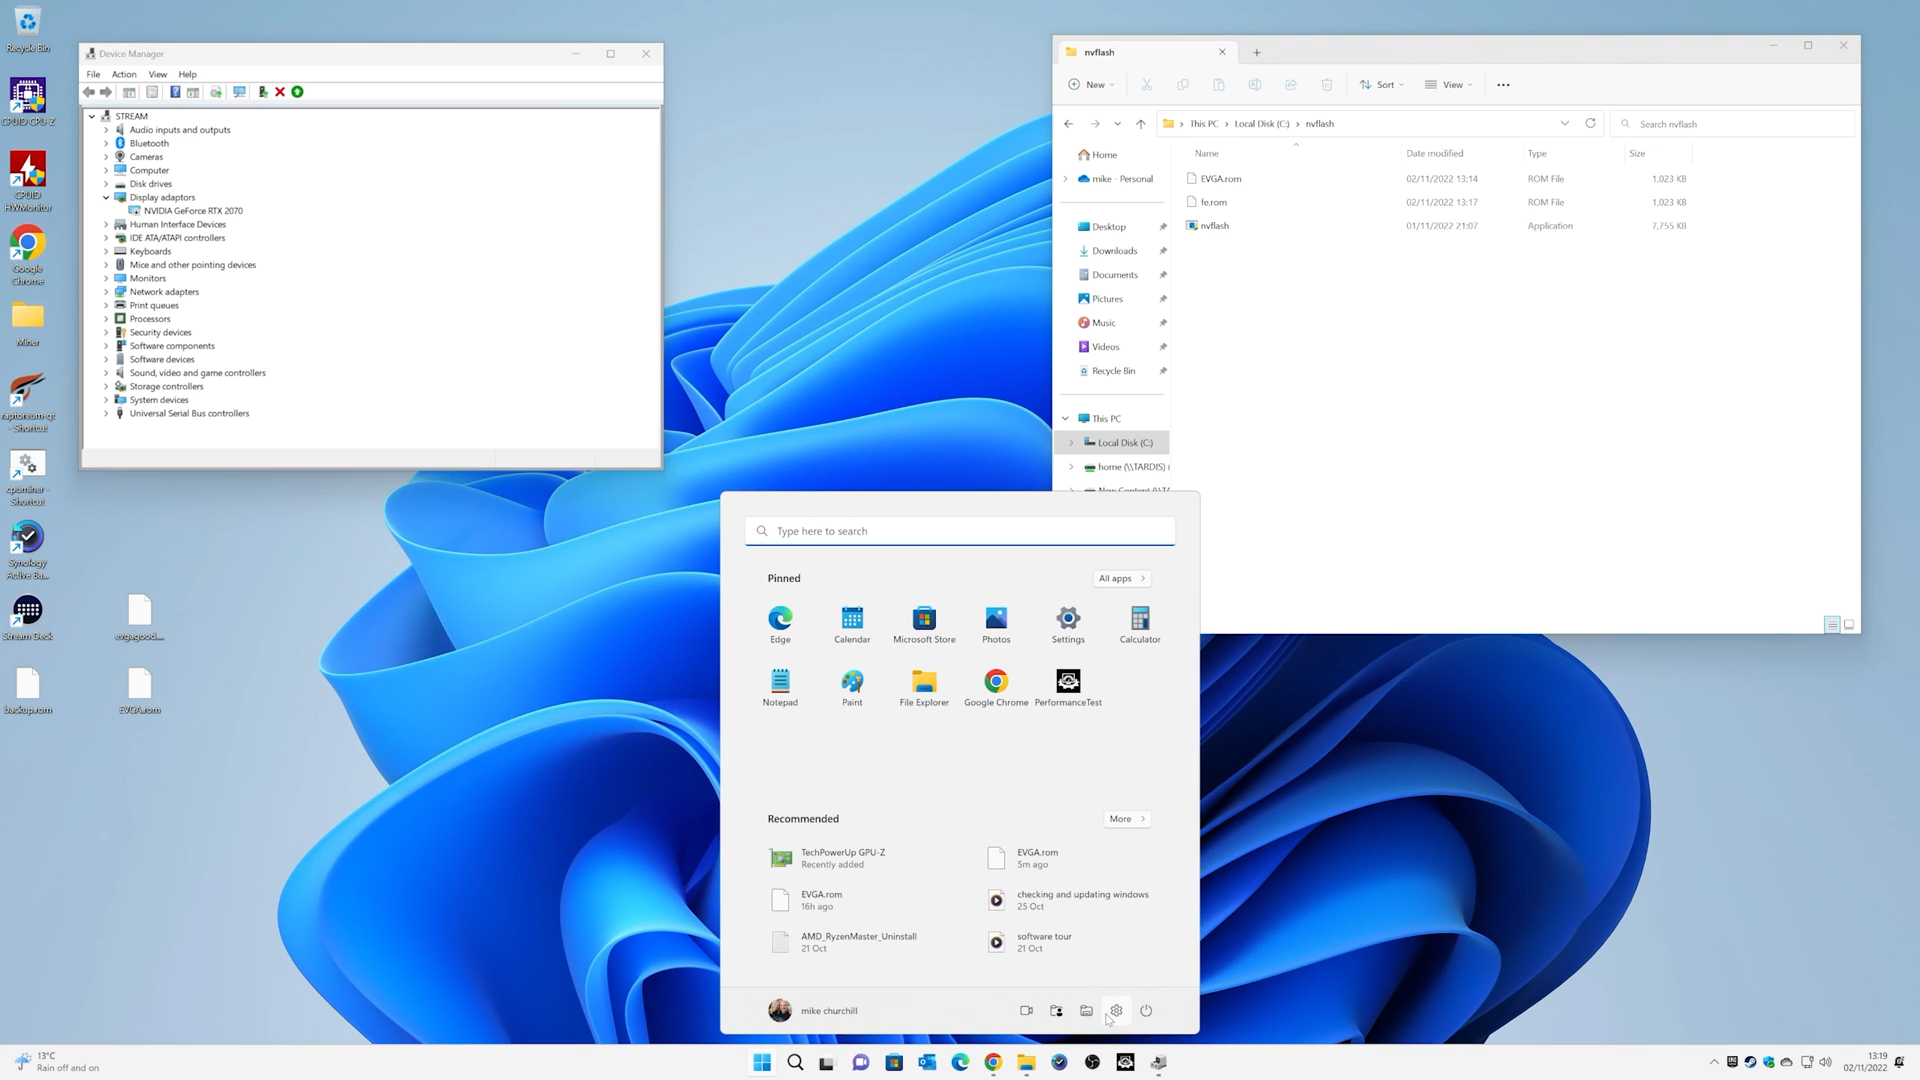 Recycle Bin
CPUID CPU-Z
CPUID
HWMonitor
Google
Chrome
Miner
raptoreum-qt
- Shortcut
cpuminer -
Shortcut
Synology
Active Ba...
Stream Deck
backup.rom
evgagood....
EVGA.rom
Device Manager
File Action View Help
STREAM
Audio inputs and outputs
Bluetooth
Cameras
Computer
Disk drives
Display adaptors
NVIDIA GeForce RTX 2070
Human Interface Devices
IDE ATA/ATAPI controllers
Keyboards
Mice and other pointing devices
Monitors
Network adapters
Print queues
Processors
Security devices
Software components
Software devices
Sound, video and game controllers
Storage controllers
System devices
Universal Serial Bus controllers
nvflash
New Sort View
This PC > Local Disk (C:) > nvflash
Search nvflash
Name Date modified Type Size
EVGA.rom 02/11/2022 13:14 ROM File 1,023 KB
fe.rom 02/11/2022 13:17 ROM File 1,023 KB
nvflash 01/11/2022 21:07 Application 7,755 KB
Home
mike - Personal
Desktop
Downloads
Documents
Pictures
Music
Videos
Recycle Bin
This PC
Local Disk (C:)
home (\\TARDIS) (
Type here to search
Pinned
All apps
Edge
Calendar
Microsoft Store
Photos
Settings
Calculator
Notepad
Paint
File Explorer
Google Chrome
PerformanceTest
Recommended
More
TechPowerUp GPU-Z
Recently added
EVGA.rom
5m ago
EVGA.rom
16h ago
checking and updating windows
25 Oct
AMD_RyzenMaster_Uninstall
21 Oct
software tour
21 Oct
mike churchill
13°C
Rain off and on
13:19
02/11/2022